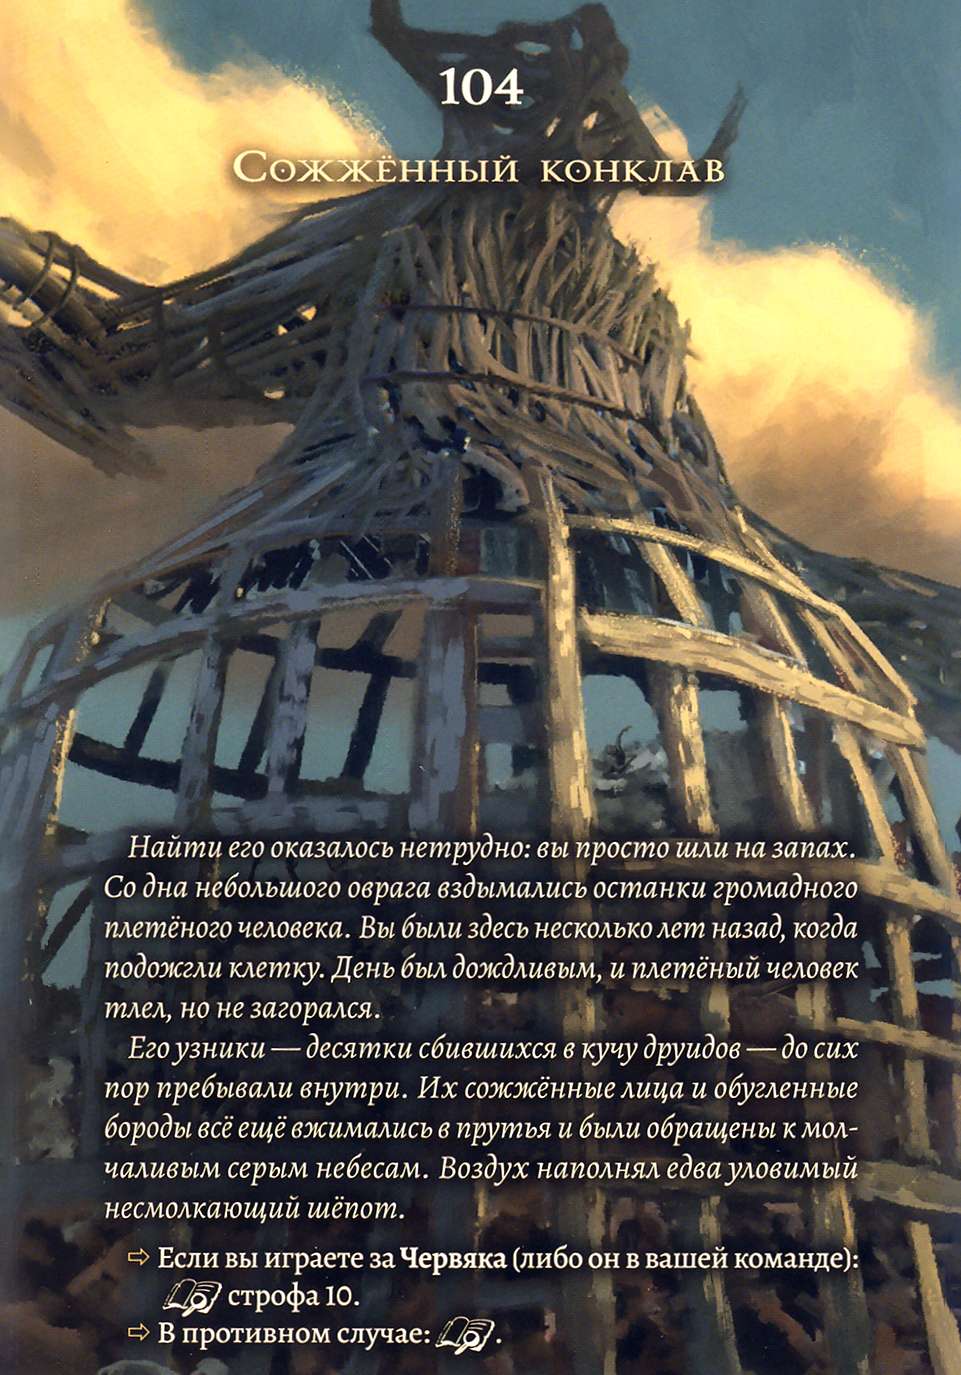 104
Сожжённый конклав
Найти его оказалось нетрудно: вы просто шли на запах.
Со дна небольшого оврага вздымались останки громадного
плетёного человека. Вы были здесь несколько лет назад, когда
подожгли клетку. День был дождливым, и плетёный человек
тлел, но не загорался.
Его узники — десятки сбившихся в кучу друидов — до сих
пор пребывали внутри. Их сожжённые лица и обугленные
бороды всё ещё вжимались в прутья и были обращены к мол-
чаливым серым небесам. Воздух наполнял едва уловимый
несмолкающий шёпот.
⇨ Если вы играете за Червяка (либо он в вашей команде):
строфа 10.
⇨ В противном случае: .